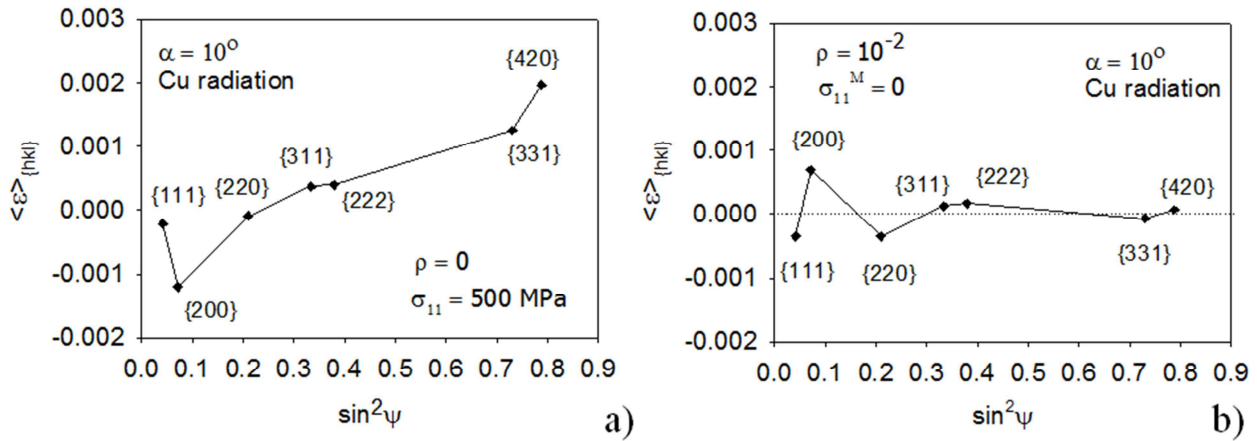 0.003
0.002
0.001
0.000
-0.001
-0.002
<ε>{hkl}
α = 10°
Cu radiation
{111}
{200}
{220}
{311}
{222}
{331}
{420}
ρ = 0
σ₁₁ = 500 MPa
0.0 0.1 0.2 0.3 0.4 0.5 0.6 0.7 0.8 0.9
sin²ψ
a)
0.003
0.002
0.001
0.000
-0.001
-0.002
<ε>{hkl}
ρ = 10⁻²
σ₁₁ᴹ = 0
α = 10°
Cu radiation
{200}
{111}
{220}
{311}
{222}
{331}
{420}
0.0 0.1 0.2 0.3 0.4 0.5 0.6 0.7 0.8 0.9
sin²ψ
b)